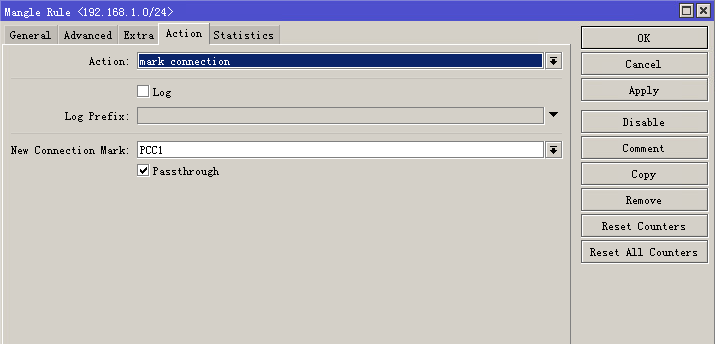 Mangle Rule <192.168.1.0/24>
General Advanced Extra Action Statistics
Action: mark connection
Log
Log Prefix:
New Connection Mark: PCC1
Passthrough
OK
Cancel
Apply
Disable
Comment
Copy
Remove
Reset Counters
Reset All Counters